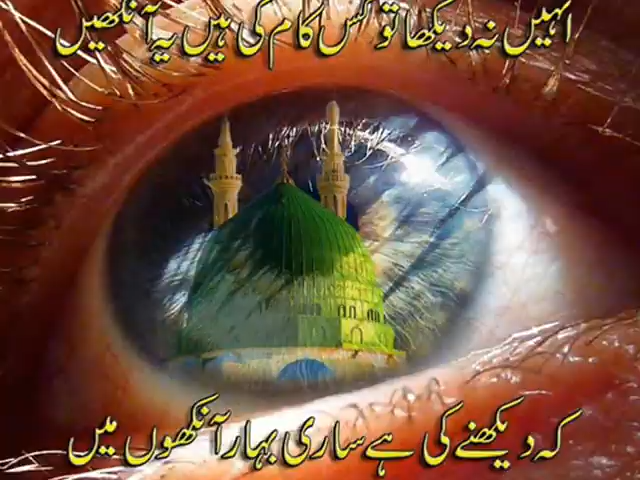 انہیں نہ دیکھا تو کس کام کی ہیں یہ آنکھیں
کہ دیکھنے کی ہے ساری بہار آنکھوں میں